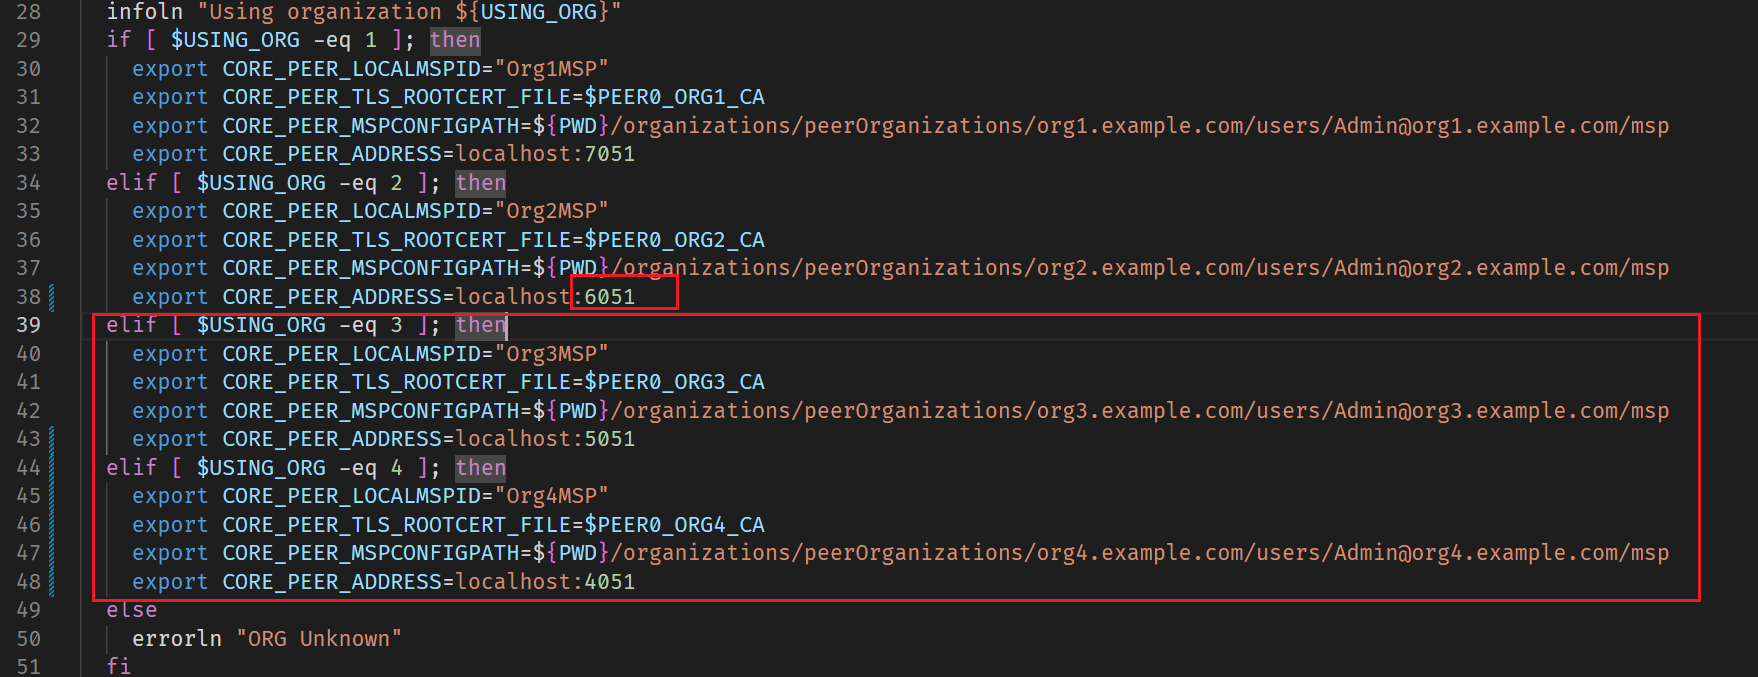 28 infoln "Using organization ${USING_ORG}"
29 if [ $USING_ORG -eq 1 ]; then
30 export CORE_PEER_LOCALMSPID="Org1MSP"
31 export CORE_PEER_TLS_ROOTCERT_FILE=$PEER0_ORG1_CA
32 export CORE_PEER_MSPCONFIGPATH=${PWD}/organizations/peerOrganizations/org1.example.com/users/Admin@org1.example.com/msp
33 export CORE_PEER_ADDRESS=localhost:7051
34 elif [ $USING_ORG -eq 2 ]; then
35 export CORE_PEER_LOCALMSPID="Org2MSP"
36 export CORE_PEER_TLS_ROOTCERT_FILE=$PEER0_ORG2_CA
37 export CORE_PEER_MSPCONFIGPATH=${PWD}/organizations/peerOrganizations/org2.example.com/users/Admin@org2.example.com/msp
38 export CORE_PEER_ADDRESS=localhost:6051
39 elif [ $USING_ORG -eq 3 ]; then
40 export CORE_PEER_LOCALMSPID="Org3MSP"
41 export CORE_PEER_TLS_ROOTCERT_FILE=$PEER0_ORG3_CA
42 export CORE_PEER_MSPCONFIGPATH=${PWD}/organizations/peerOrganizations/org3.example.com/users/Admin@org3.example.com/msp
43 export CORE_PEER_ADDRESS=localhost:5051
44 elif [ $USING_ORG -eq 4 ]; then
45 export CORE_PEER_LOCALMSPID="Org4MSP"
46 export CORE_PEER_TLS_ROOTCERT_FILE=$PEER0_ORG4_CA
47 export CORE_PEER_MSPCONFIGPATH=${PWD}/organizations/peerOrganizations/org4.example.com/users/Admin@org4.example.com/msp
48 export CORE_PEER_ADDRESS=localhost:4051
49 else
50 errorln "ORG Unknown"
51 fi